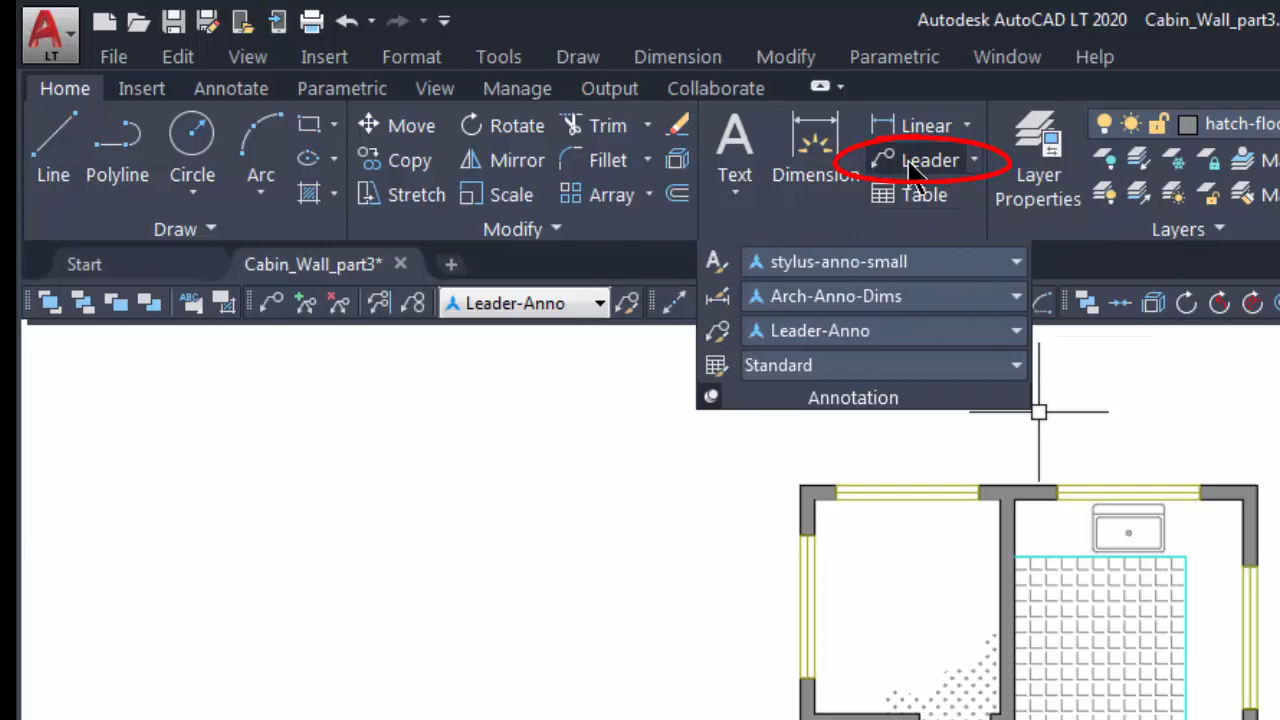 Autodesk AutoCAD LT 2020 Cabin_Wall_part3.
LT
File Edit View Insert Format Tools Draw Dimension Modify Parametric Window Help
Home Insert Annotate Parametric View Manage Output Collaborate
Line Polyline Circle Arc
Move Rotate Trim
Copy Mirror Fillet
Stretch Scale Array
Text Dimension
Linear
Leader
Table
Layer
Properties
hatch-floo
Draw Modify Layers
Start Cabin_Wall_part3*
ABC
Leader-Anno
stylus-anno-small
Arch-Anno-Dims
Leader-Anno
Standard
Annotation